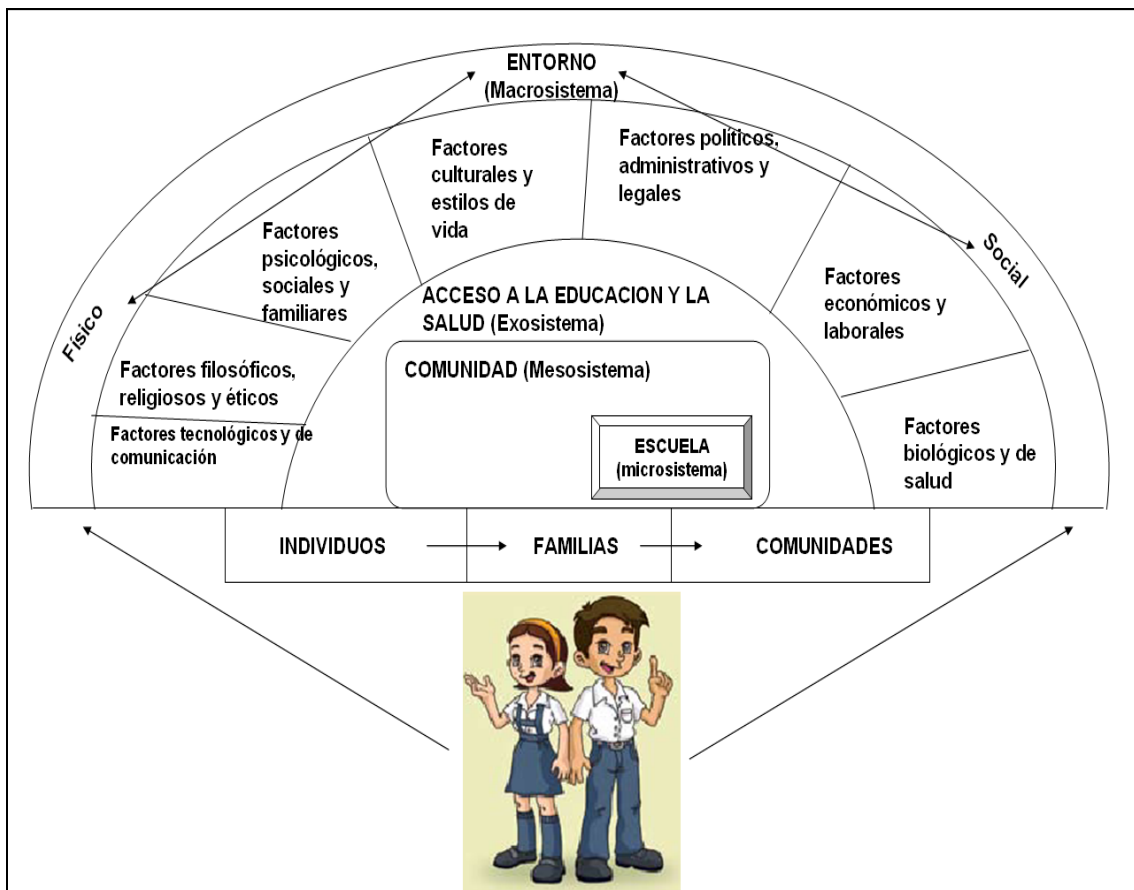 ENTORNO
(Macrosistema)
Físico
Social
Factores
culturales y
estilos de
vida
Factores políticos,
administrativos y
legales
Factores
psicológicos,
sociales y
familiares
Factores
económicos y
laborales
Factores filosóficos,
religiosos y éticos
Factores tecnológicos y de
comunicación
Factores
biológicos y de
salud
ACCESO A LA EDUCACION Y LA
SALUD (Exosistema)
COMUNIDAD (Mesosistema)
ESCUELA
(microsistema)
INDIVIDUOS
FAMILIAS
COMUNIDADES